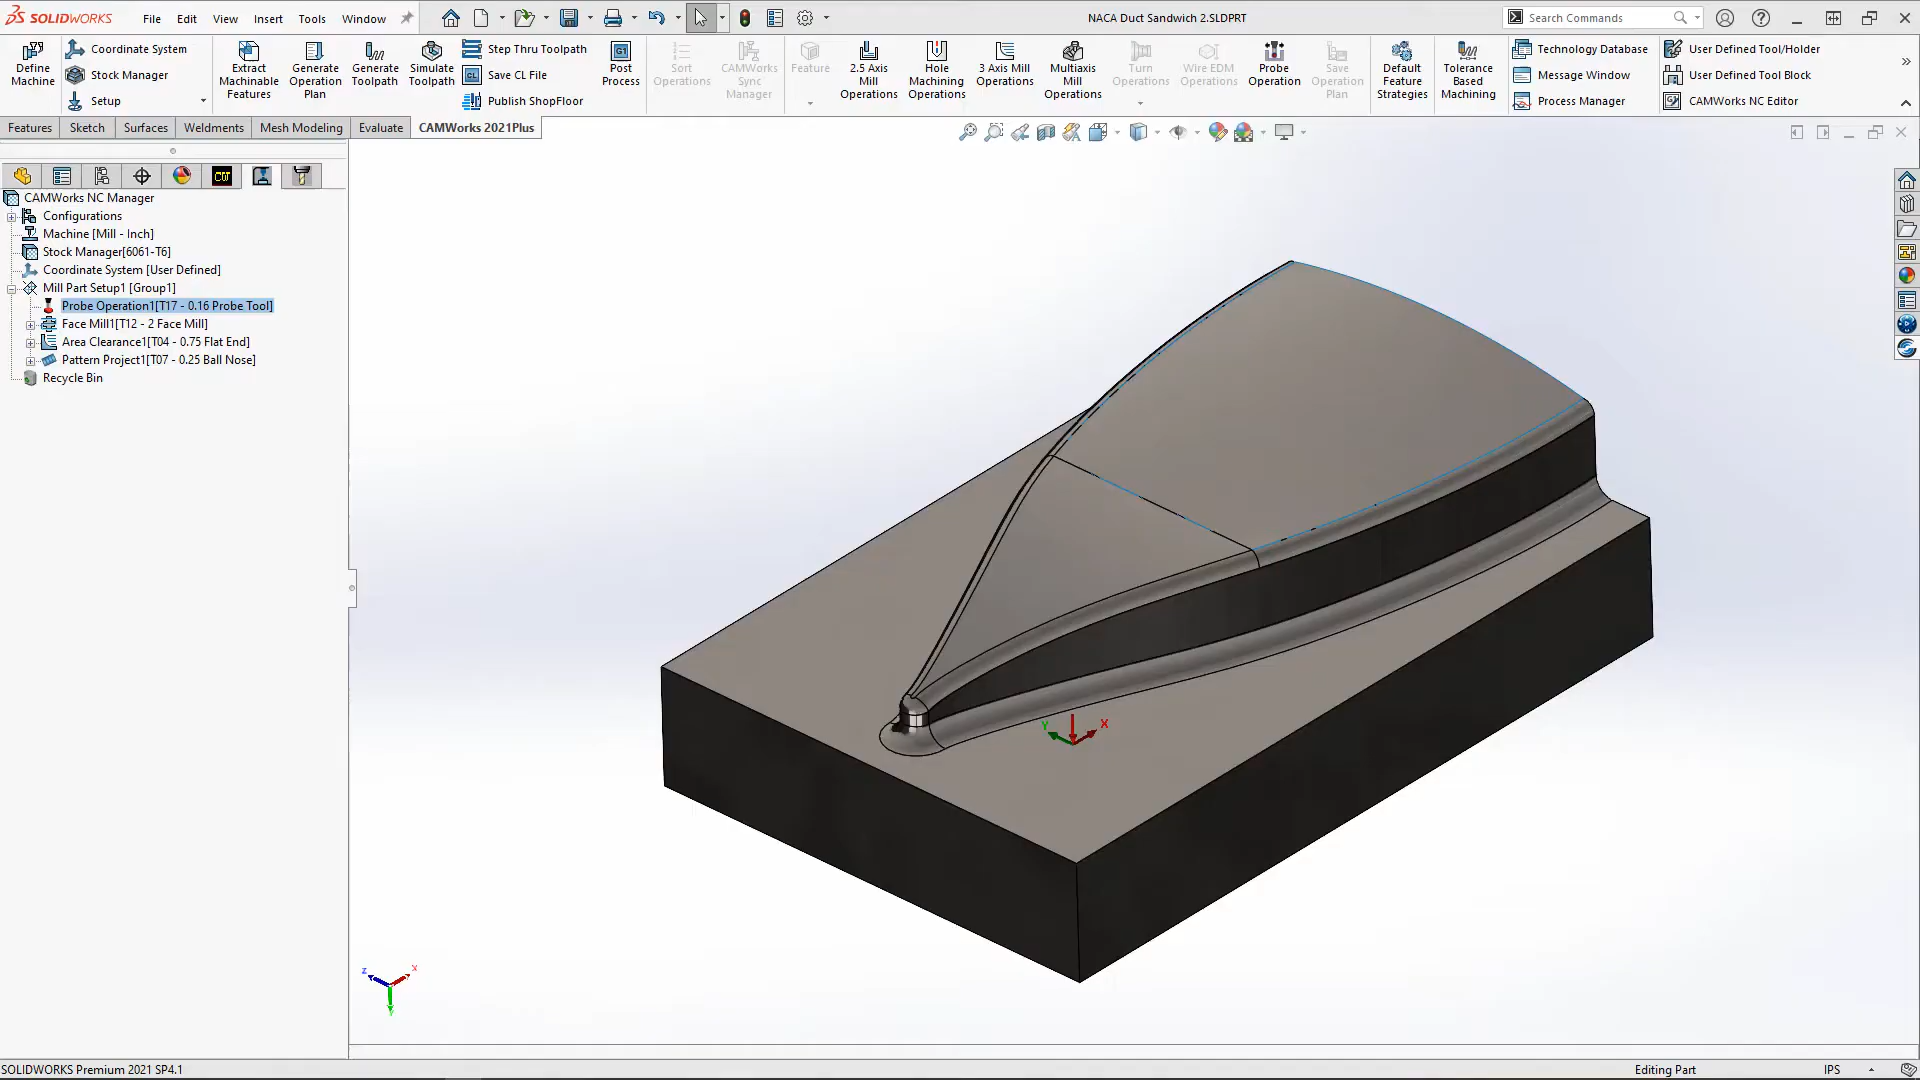 SOLIDWORKS
File Edit View Insert Tools Window
NACA Duct Sandwich 2.SLDPRT
Search Commands
Define Machine
Coordinate System
Stock Manager
Setup
Extract Machinable Features
Generate Operation Plan
Generate Toolpath
Simulate Toolpath
Step Thru Toolpath
Save CL File
Publish ShopFloor
Post Process
Sort Operations
CAMWorks Sync Manager
Feature
2.5 Axis Mill Operations
Hole Machining Operations
3 Axis Mill Operations
Multiaxis Mill Operations
Turn Operations
Wire EDM Operations
Probe Operation
Save Operation Plan
Default Feature Strategies
Tolerance Based Machining
Technology Database
Message Window
Process Manager
User Defined Tool/Holder
User Defined Tool Block
CAMWorks NC Editor
Features Sketch Surfaces Weldments Mesh Modeling Evaluate CAMWorks 2021Plus
CAMWorks NC Manager
Configurations
Machine [Mill - Inch]
Stock Manager[6061-T6]
Coordinate System [User Defined]
Mill Part Setup1 [Group1]
Probe Operation1[T17 - 0.16 Probe Tool]
Face Mill1[T12 - 2 Face Mill]
Area Clearance1[T04 - 0.75 Flat End]
Pattern Project1[T07 - 0.25 Ball Nose]
Recycle Bin
Y X
Z X
Y
SOLIDWORKS Premium 2021 SP4.1
Editing Part
IPS